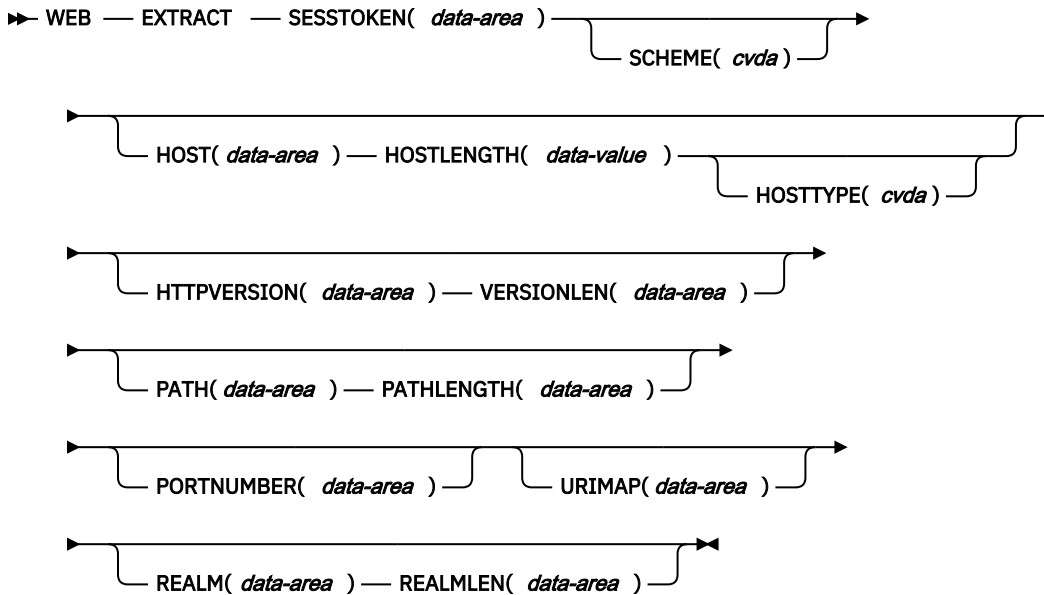 WEB EXTRACT SESSTOKEN( data-area )
SCHEME( cvda )
HOST( data-area ) HOSTLENGTH( data-value )
HOSTTYPE( cvda )
HTTPVERSION( data-area ) VERSIONLEN( data-area )
PATH( data-area ) PATHLENGTH( data-area )
PORTNUMBER( data-area ) URIMAP( data-area )
REALM( data-area ) REALMLEN( data-area )